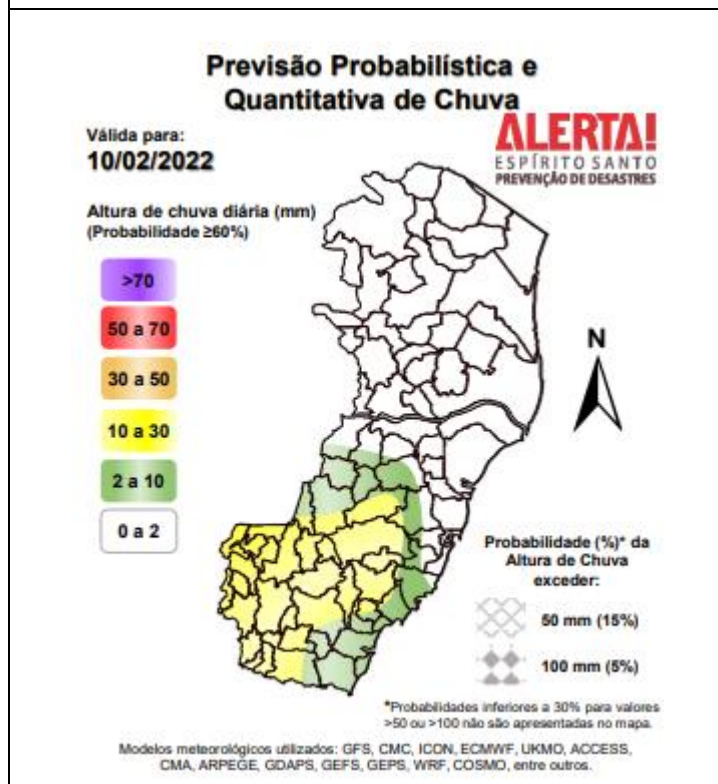 Previsão Probabilística e
Quantitativa de Chuva
Válida para:
10/02/2022
ALERTA!
ESPÍRITO SANTO
PREVENÇÃO DE DESASTRES
Altura de chuva diária (mm)
(Probabilidade ≥60%)
>70
50 a 70
30 a 50
10 a 30
2 a 10
0 a 2
N
Probabilidade (%)* da
Altura de Chuva
exceder:
50 mm (15%)
100 mm (5%)
*Probabilidades inferiores a 30% para valores
>50 ou >100 não são apresentadas no mapa.
Modelos meteorológicos utilizados: GFS, CMC, ICON, ECMWF, UKMO, ACCESS,
CMA, ARPEGE, GDAPS, GEFS, GEPS, WRF, COSMO, entre outros.